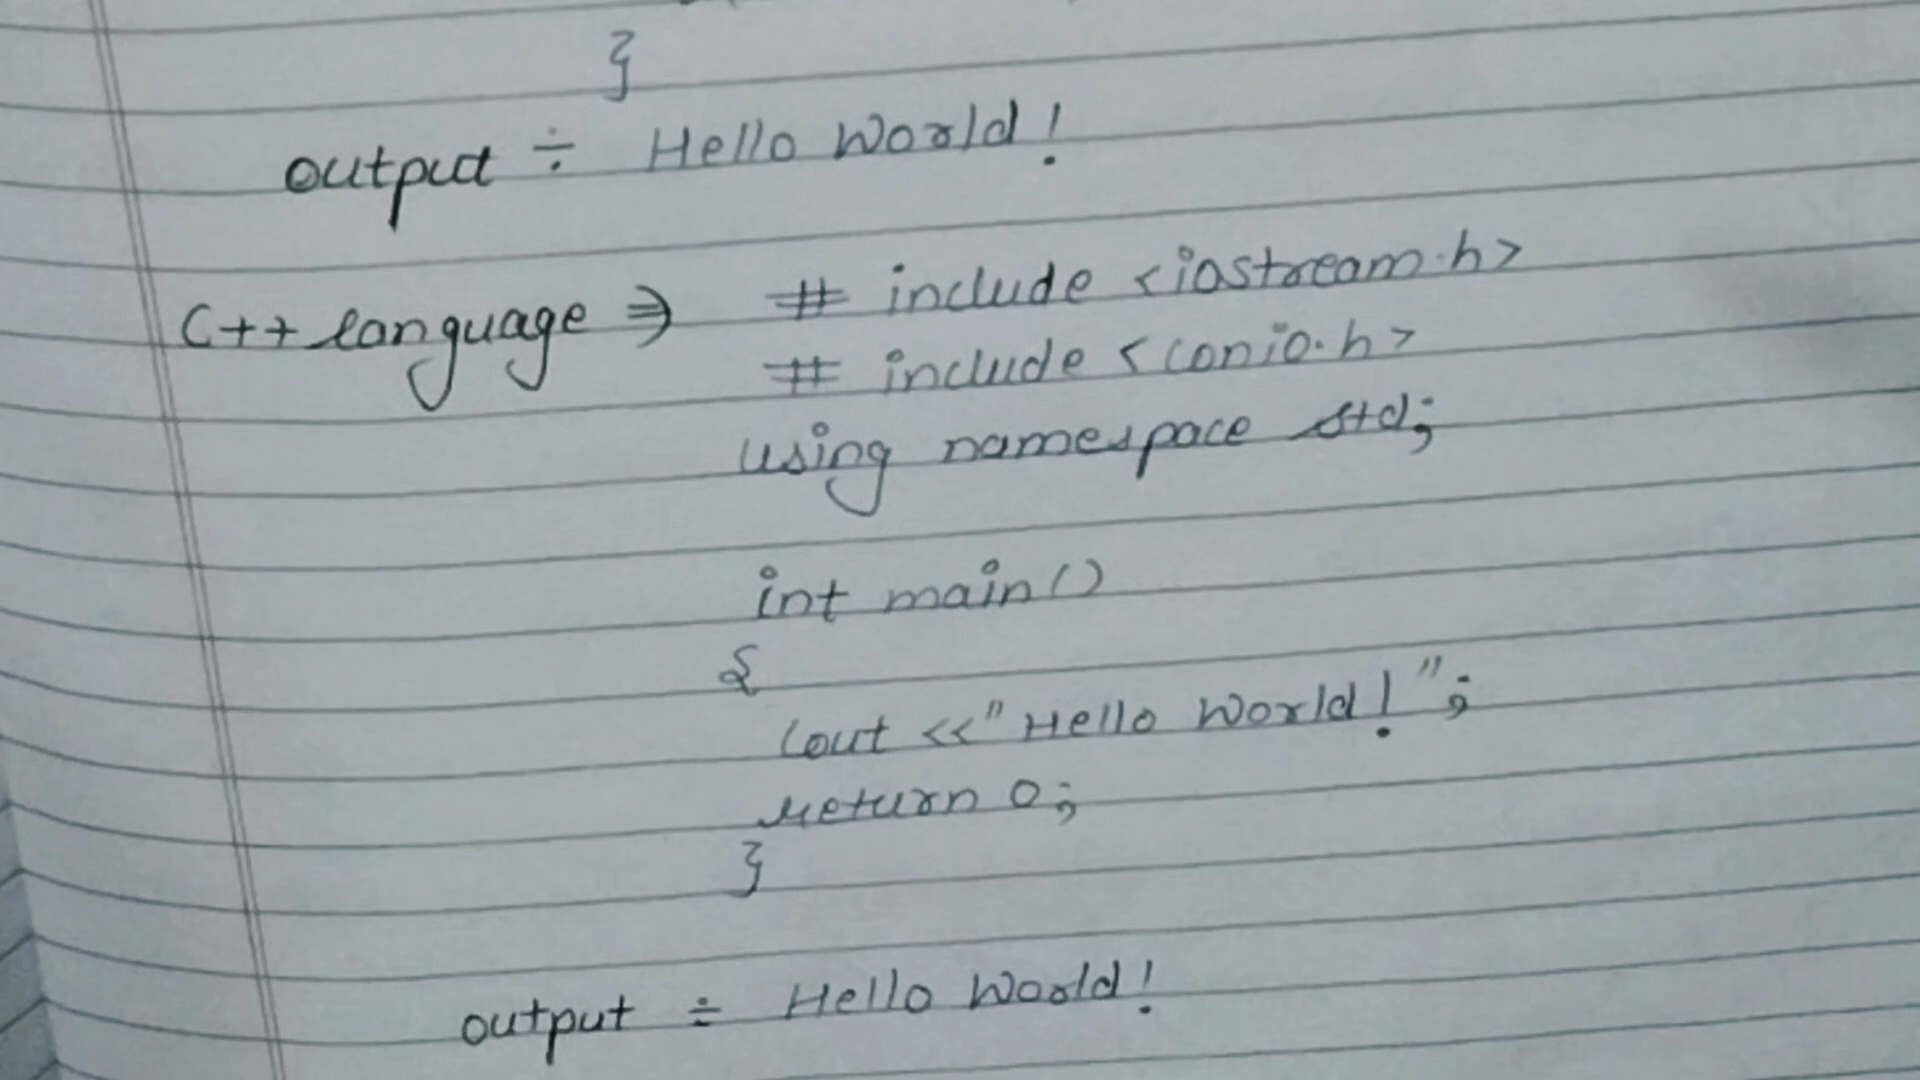 }
output ÷ Hello World!
C++ language ⇒ # include <iostream.h>
# include <conio.h>
using namespace std;
int main()
{
cout <<"Hello World!";
return 0;
}
output ÷ Hello World!